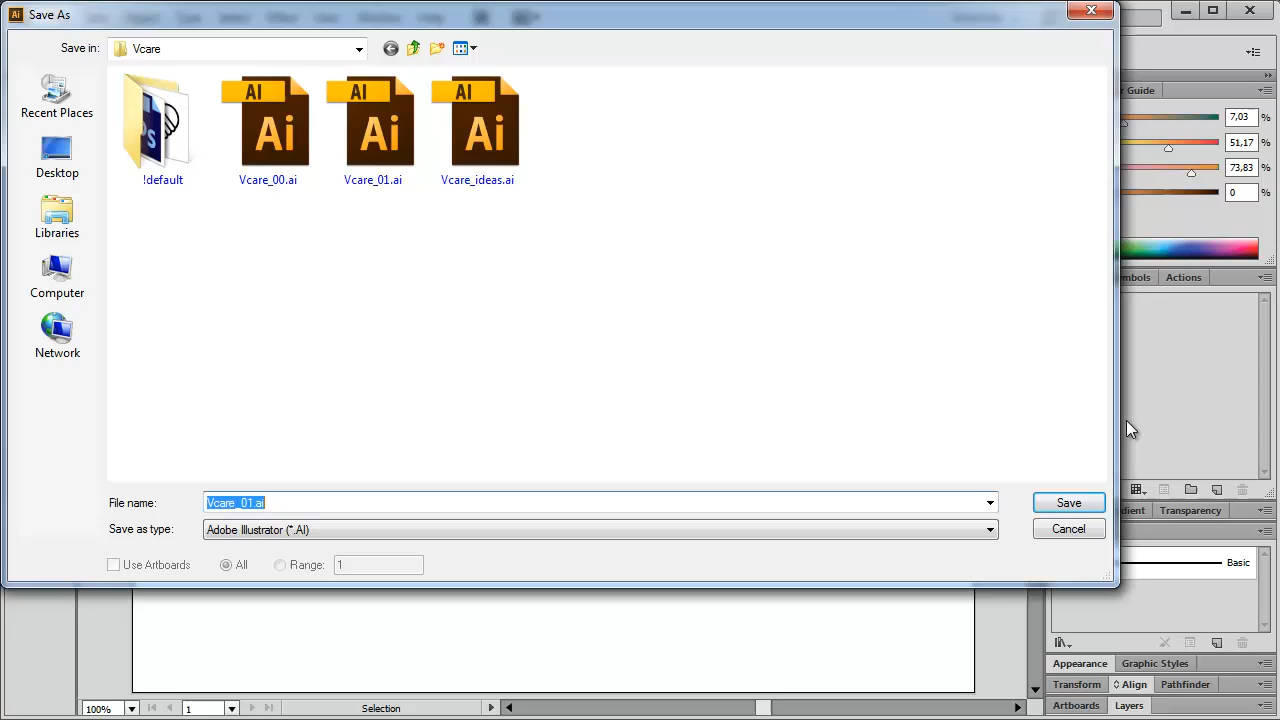 Save As
Save in:
Vcare
r Guide
Recent Places
Desktop
Libraries
Computer
Network
!default
Vcare_00.ai
Vcare_01.ai
Vcare_ideas.ai
AI
Ai
AI
Ai
AI
Ai
7,03 %
51,17 %
73,83 %
0 %
mbols
Actions
File name:
Vcare_01.ai
Save
Save as type:
Adobe Illustrator (*.AI)
Cancel
Use Artboards
All
Range:
1
dient
Transparency
Basic
Appearance
Graphic Styles
Transform
Align
Pathfinder
Artboards
Layers
100%
1
Selection